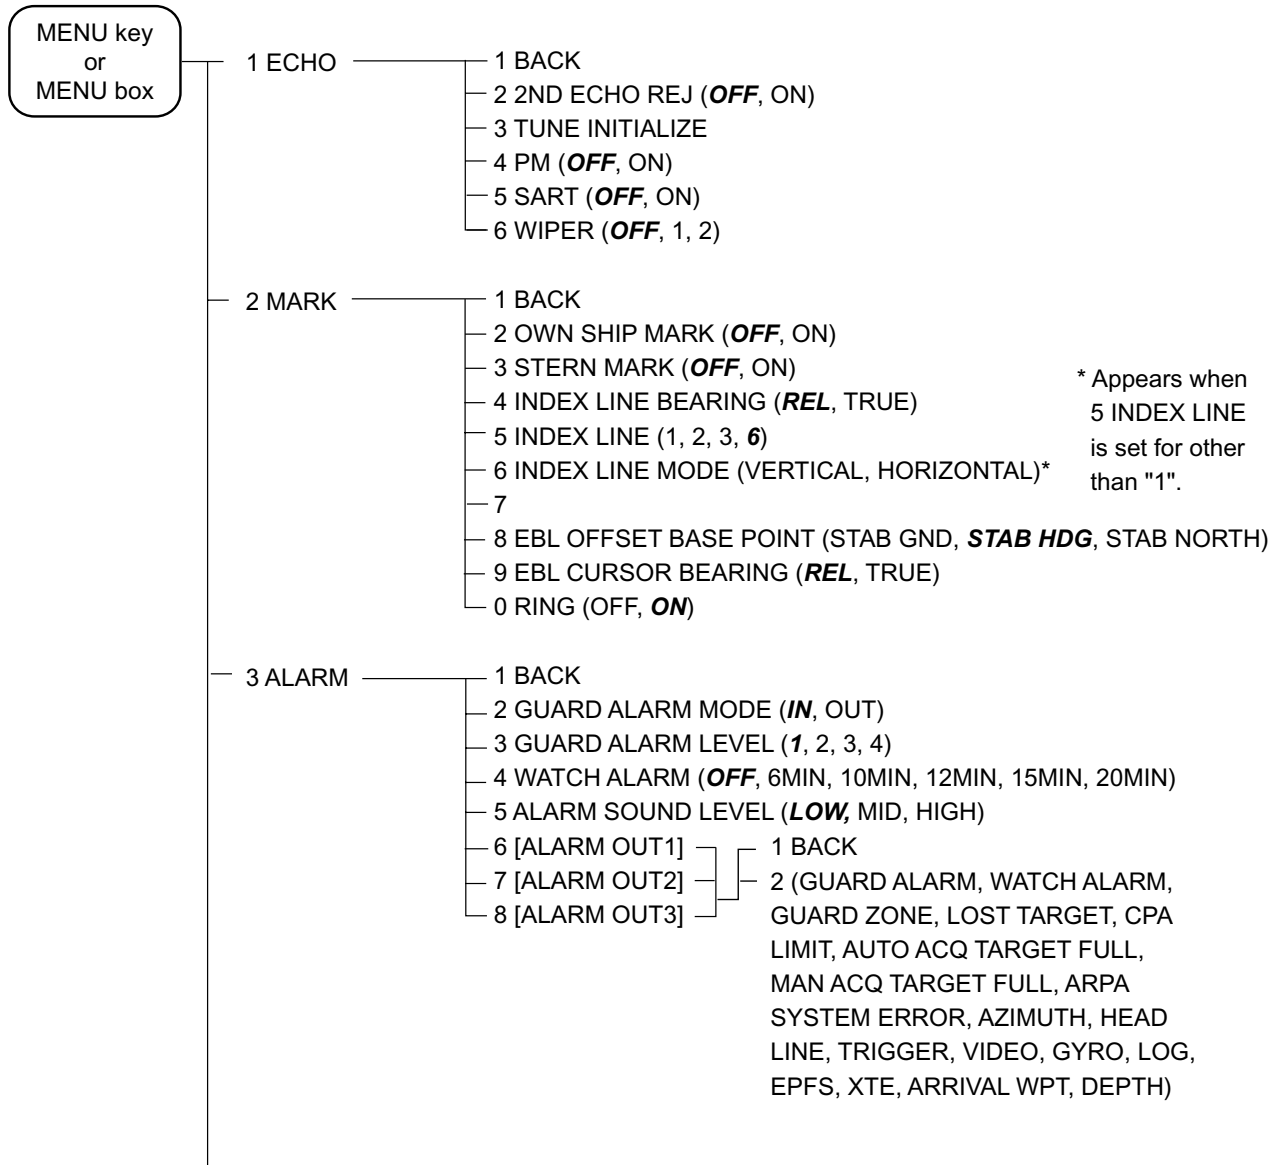 MENU key
or
MENU box
1 ECHO
1 BACK
2 2ND ECHO REJ (OFF, ON)
3 TUNE INITIALIZE
4 PM (OFF, ON)
5 SART (OFF, ON)
6 WIPER (OFF, 1, 2)
2 MARK
1 BACK
2 OWN SHIP MARK (OFF, ON)
3 STERN MARK (OFF, ON)
4 INDEX LINE BEARING (REL, TRUE)
5 INDEX LINE (1, 2, 3, 6)
6 INDEX LINE MODE (VERTICAL, HORIZONTAL)*
7
8 EBL OFFSET BASE POINT (STAB GND, STAB HDG, STAB NORTH)
9 EBL CURSOR BEARING (REL, TRUE)
0 RING (OFF, ON)
* Appears when
5 INDEX LINE
is set for other
than "1".
3 ALARM
1 BACK
2 GUARD ALARM MODE (IN, OUT)
3 GUARD ALARM LEVEL (1, 2, 3, 4)
4 WATCH ALARM (OFF, 6MIN, 10MIN, 12MIN, 15MIN, 20MIN)
5 ALARM SOUND LEVEL (LOW, MID, HIGH)
6 [ALARM OUT1]
7 [ALARM OUT2]
8 [ALARM OUT3]
1 BACK
2 (GUARD ALARM, WATCH ALARM,
GUARD ZONE, LOST TARGET, CPA
LIMIT, AUTO ACQ TARGET FULL,
MAN ACQ TARGET FULL, ARPA
SYSTEM ERROR, AZIMUTH, HEAD
LINE, TRIGGER, VIDEO, GYRO, LOG,
EPFS, XTE, ARRIVAL WPT, DEPTH)